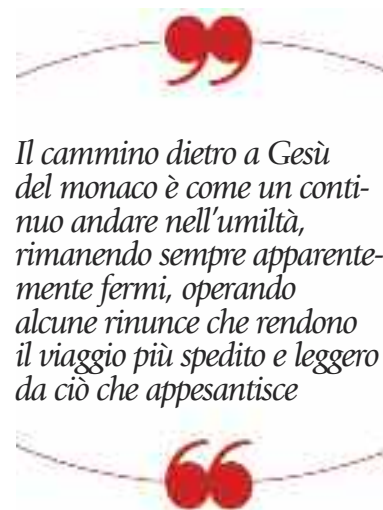 ”
Il cammino dietro a Gesù
del monaco è come un conti-
nuo andare nell'umiltà,
rimanendo sempre apparente-
mente fermi, operando
alcune rinunce che rendono
il viaggio più spedito e leggero
da ciò che appesantisce
“